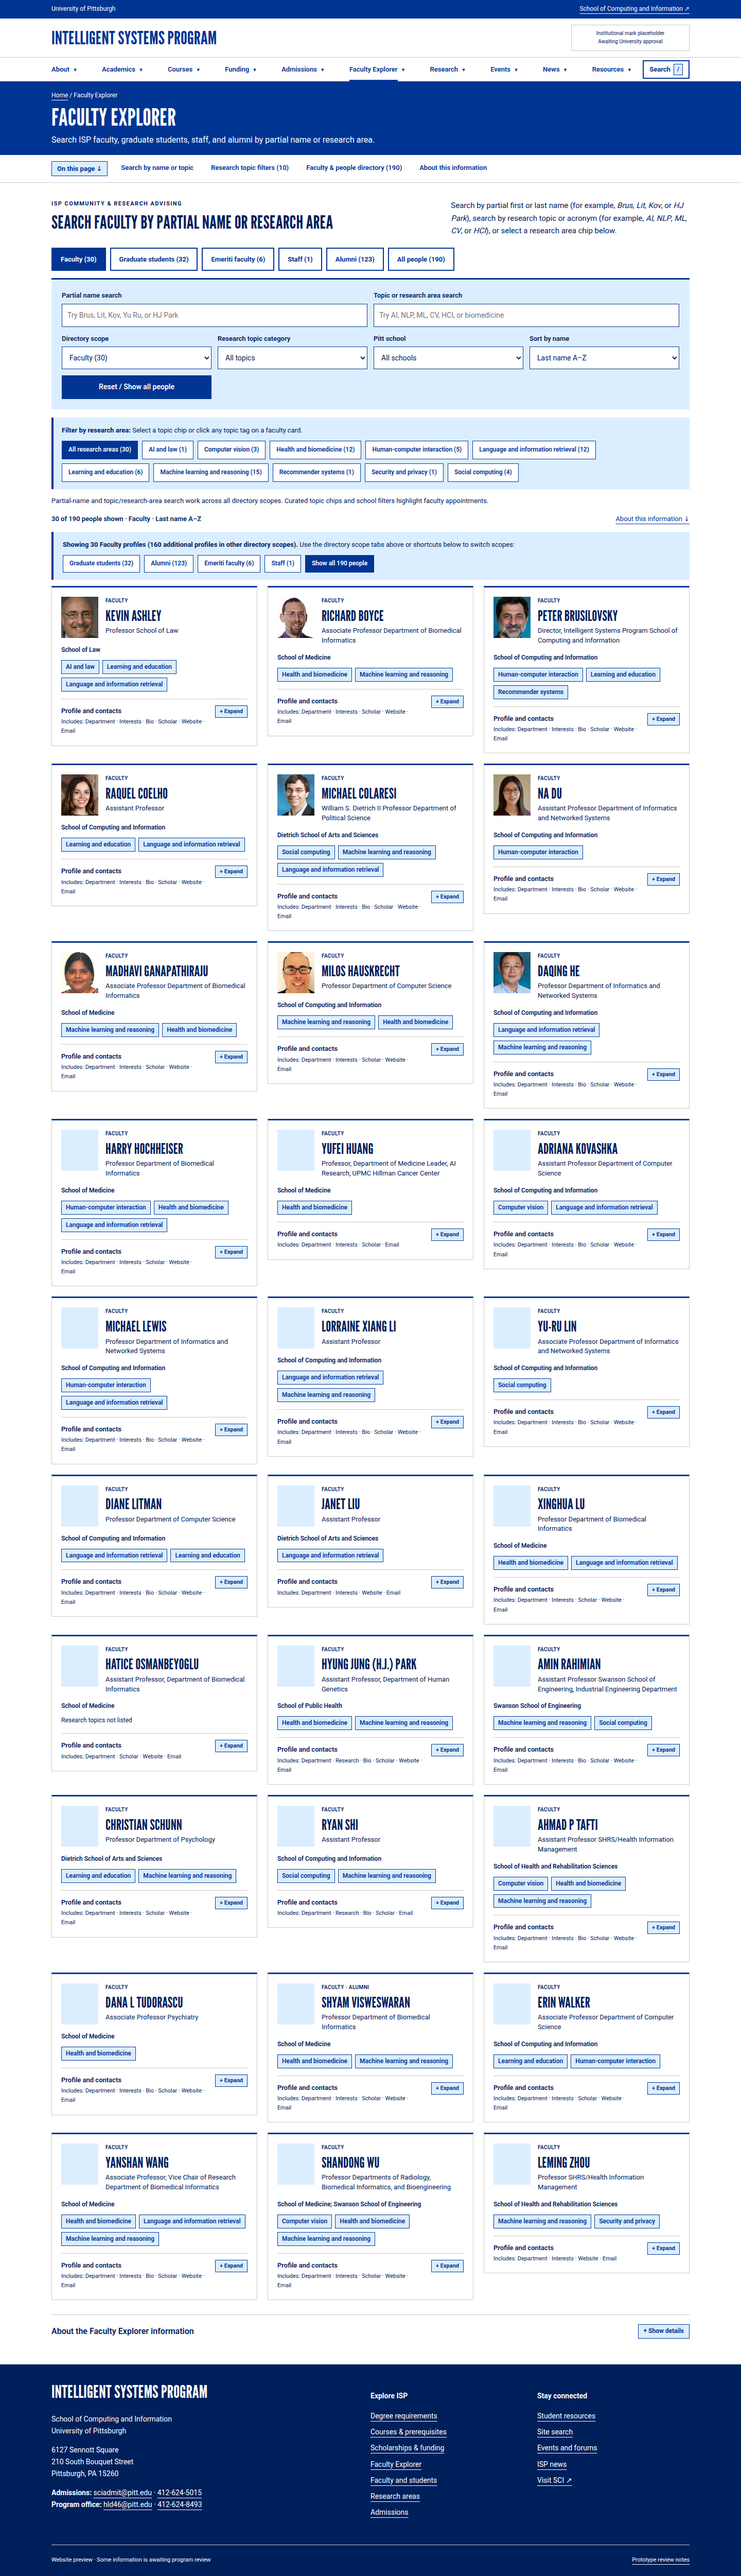 University of Pittsburgh
School of Computing and Information ↗
INTELLIGENT SYSTEMS PROGRAM
Institutional mark placeholder
Awaiting University approval
About ▾ Academics ▾ Courses ▾ Funding ▾ Admissions ▾ Faculty Explorer ▾ Research ▾ Events ▾ News ▾ Resources ▾ Search /
Home / Faculty Explorer
FACULTY EXPLORER
Search ISP faculty, graduate students, staff, and alumni by partial name or research area.
On this page ↓ Search by name or topic Research topic filters (10) Faculty & people directory (190) About this information
ISP COMMUNITY & RESEARCH ADVISING
SEARCH FACULTY BY PARTIAL NAME OR RESEARCH AREA
Search by partial first or last name (for example, Brus, Lit, Kov, or HJ
Park), search by research topic or acronym (for example, AI, NLP, ML,
CV, or HCI), or select a research area chip below.
Faculty (30) Graduate students (32) Emeriti faculty (6) Staff (1) Alumni (123) All people (190)
Partial name search
Topic or research area search
Try Brus, Lit, Kov, Yu Ru, or HJ Park
Try AI, NLP, ML, CV, HCI, or biomedicine
Directory scope Research topic category Pitt school Sort by name
Faculty (30) All topics All schools Last name A–Z
Reset / Show all people
Filter by research area: Select a topic chip or click any topic tag on a faculty card.
All research areas (30) AI and law (1) Computer vision (3) Health and biomedicine (12) Human-computer interaction (5) Language and information retrieval (12)
Learning and education (6) Machine learning and reasoning (15) Recommender systems (1) Security and privacy (1) Social computing (4)
Partial-name and topic/research-area search work across all directory scopes. Curated topic chips and school filters highlight faculty appointments.
30 of 190 people shown · Faculty · Last name A–Z
About this information ↓
Showing 30 Faculty profiles (160 additional profiles in other directory scopes). Use the directory scope tabs above or shortcuts below to switch scopes:
Graduate students (32) Alumni (123) Emeriti faculty (6) Staff (1) Show all 190 people
FACULTY
KEVIN ASHLEY
Professor School of Law
School of Law
AI and law Learning and education
Language and information retrieval
Profile and contacts + Expand
Includes: Department · Interests · Bio · Scholar · Website ·
Email
FACULTY
RICHARD BOYCE
Associate Professor Department of Biomedical
Informatics
School of Medicine
Health and biomedicine Machine learning and reasoning
Profile and contacts + Expand
Includes: Department · Interests · Scholar · Website ·
Email
FACULTY
PETER BRUSILOVSKY
Director, Intelligent Systems Program School of
Computing and Information
School of Computing and Information
Human-computer interaction Learning and education
Recommender systems
Profile and contacts + Expand
Includes: Department · Interests · Bio · Scholar · Website ·
Email
FACULTY
RAQUEL COELHO
Assistant Professor
School of Computing and Information
Learning and education Language and information retrieval
Profile and contacts + Expand
Includes: Department · Interests · Bio · Scholar · Website ·
Email
FACULTY
MICHAEL COLARESI
William S. Dietrich II Professor Department of
Political Science
Dietrich School of Arts and Sciences
Social computing Machine learning and reasoning
Language and information retrieval
Profile and contacts + Expand
Includes: Department · Interests · Bio · Scholar · Website ·
Email
FACULTY
NA DU
Assistant Professor Department of Informatics
and Networked Systems
School of Computing and Information
Human-computer interaction
Profile and contacts + Expand
Includes: Department · Interests · Bio · Scholar · Website ·
Email
FACULTY
MADHAVI GANAPATHIRAJU
Associate Professor Department of Biomedical
Informatics
School of Medicine
Machine learning and reasoning Health and biomedicine
Profile and contacts + Expand
Includes: Department · Interests · Scholar · Website ·
Email
FACULTY
MILOS HAUSKRECHT
Professor Department of Computer Science
School of Computing and Information
Machine learning and reasoning Health and biomedicine
Profile and contacts + Expand
Includes: Department · Interests · Scholar · Website ·
Email
FACULTY
DAQING HE
Professor Department of Informatics and
Networked Systems
School of Computing and Information
Language and information retrieval
Machine learning and reasoning
Profile and contacts + Expand
Includes: Department · Interests · Bio · Scholar · Website ·
Email
FACULTY
HARRY HOCHHEISER
Professor Department of Biomedical
Informatics
School of Medicine
Human-computer interaction Health and biomedicine
Language and information retrieval
Profile and contacts + Expand
Includes: Department · Interests · Scholar · Website ·
Email
FACULTY
YUFEI HUANG
Professor, Department of Medicine Leader, AI
Research, UPMC Hillman Cancer Center
School of Medicine
Health and biomedicine
Profile and contacts + Expand
Includes: Department · Interests · Scholar · Email
FACULTY
ADRIANA KOVASHKA
Assistant Professor Department of Computer
Science
School of Computing and Information
Computer vision Language and information retrieval
Profile and contacts + Expand
Includes: Department · Interests · Bio · Scholar · Website ·
Email
FACULTY
MICHAEL LEWIS
Professor Department of Informatics and
Networked Systems
School of Computing and Information
Human-computer interaction
Language and information retrieval
Profile and contacts + Expand
Includes: Department · Interests · Bio · Scholar · Website ·
Email
FACULTY
LORRAINE XIANG LI
Assistant Professor
School of Computing and Information
Language and information retrieval
Machine learning and reasoning
Profile and contacts + Expand
Includes: Department · Interests · Bio · Scholar · Website ·
Email
FACULTY
YU-RU LIN
Associate Professor Department of Informatics
and Networked Systems
School of Computing and Information
Social computing
Profile and contacts + Expand
Includes: Department · Interests · Bio · Scholar · Website ·
Email
FACULTY
DIANE LITMAN
Professor Department of Computer Science
School of Computing and Information
Language and information retrieval Learning and education
Profile and contacts + Expand
Includes: Department · Interests · Bio · Scholar · Website ·
Email
FACULTY
JANET LIU
Assistant Professor
Dietrich School of Arts and Sciences
Language and information retrieval
Profile and contacts + Expand
Includes: Department · Interests · Website · Email
FACULTY
XINGHUA LU
Professor Department of Biomedical
Informatics
School of Medicine
Health and biomedicine Language and information retrieval
Profile and contacts + Expand
Includes: Department · Interests · Scholar · Website ·
Email
FACULTY
HATICE OSMANBEYOGLU
Assistant Professor, Department of Biomedical
Informatics
School of Medicine
Research topics not listed
Profile and contacts + Expand
Includes: Department · Scholar · Website · Email
FACULTY
HYUNG JUNG (H.J.) PARK
Assistant Professor, Department of Human
Genetics
School of Public Health
Health and biomedicine Machine learning and reasoning
Profile and contacts + Expand
Includes: Department · Research · Bio · Scholar · Website ·
Email
FACULTY
AMIN RAHIMIAN
Assistant Professor Swanson School of
Engineering, Industrial Engineering Department
Swanson School of Engineering
Machine learning and reasoning Social computing
Profile and contacts + Expand
Includes: Department · Interests · Bio · Scholar · Website ·
Email
FACULTY
CHRISTIAN SCHUNN
Professor Department of Psychology
Dietrich School of Arts and Sciences
Learning and education Machine learning and reasoning
Profile and contacts + Expand
Includes: Department · Interests · Scholar · Website ·
Email
FACULTY
RYAN SHI
Assistant Professor
School of Computing and Information
Social computing Machine learning and reasoning
Profile and contacts + Expand
Includes: Department · Research · Bio · Scholar · Email
FACULTY
AHMAD P TAFTI
Assistant Professor SHRS/Health Information
Management
School of Health and Rehabilitation Sciences
Computer vision Health and biomedicine
Machine learning and reasoning
Profile and contacts + Expand
Includes: Department · Interests · Bio · Scholar · Website ·
Email
FACULTY
DANA L TUDORASCU
Associate Professor Psychiatry
School of Medicine
Health and biomedicine
Profile and contacts + Expand
Includes: Department · Interests · Bio · Scholar · Website ·
Email
FACULTY · ALUMNI
SHYAM VISWESWARAN
Professor Department of Biomedical
Informatics
School of Medicine
Health and biomedicine Machine learning and reasoning
Profile and contacts + Expand
Includes: Department · Interests · Scholar · Website ·
Email
FACULTY
ERIN WALKER
Associate Professor Department of Computer
Science
School of Computing and Information
Learning and education Human-computer interaction
Profile and contacts + Expand
Includes: Department · Interests · Scholar · Website ·
Email
FACULTY
YANSHAN WANG
Associate Professor, Vice Chair of Research
Department of Biomedical Informatics
School of Medicine
Health and biomedicine Language and information retrieval
Machine learning and reasoning
Profile and contacts + Expand
Includes: Department · Interests · Bio · Scholar · Website ·
Email
FACULTY
SHANDONG WU
Professor Departments of Radiology,
Biomedical Informatics, and Bioengineering
School of Medicine; Swanson School of Engineering
Computer vision Health and biomedicine
Machine learning and reasoning
Profile and contacts + Expand
Includes: Department · Interests · Scholar · Website ·
Email
FACULTY
LEMING ZHOU
Professor SHRS/Health Information
Management
School of Health and Rehabilitation Sciences
Machine learning and reasoning Security and privacy
Profile and contacts + Expand
Includes: Department · Interests · Website · Email
About the Faculty Explorer information
+ Show details
INTELLIGENT SYSTEMS PROGRAM
School of Computing and Information
University of Pittsburgh
6127 Sennott Square
210 South Bouquet Street
Pittsburgh, PA 15260
Admissions: sciadmit@pitt.edu · 412-624-5015
Program office: hld46@pitt.edu · 412-624-8493
Explore ISP
Degree requirements
Courses & prerequisites
Scholarships & funding
Faculty Explorer
Faculty and students
Research areas
Admissions
Stay connected
Student resources
Site search
Events and forums
ISP news
Visit SCI ↗
Website preview · Some information is awaiting program review
Prototype review notes